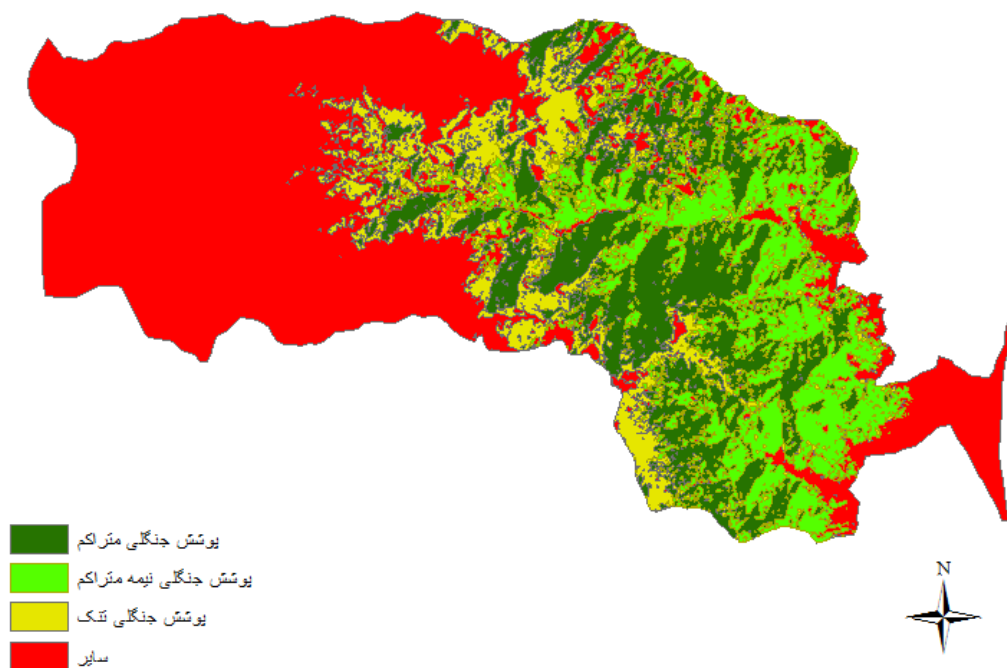 پوشش جنگلی متراکم
پوشش جنگلی نیمه متراکم
پوشش جنگلی تنک
سایر
N